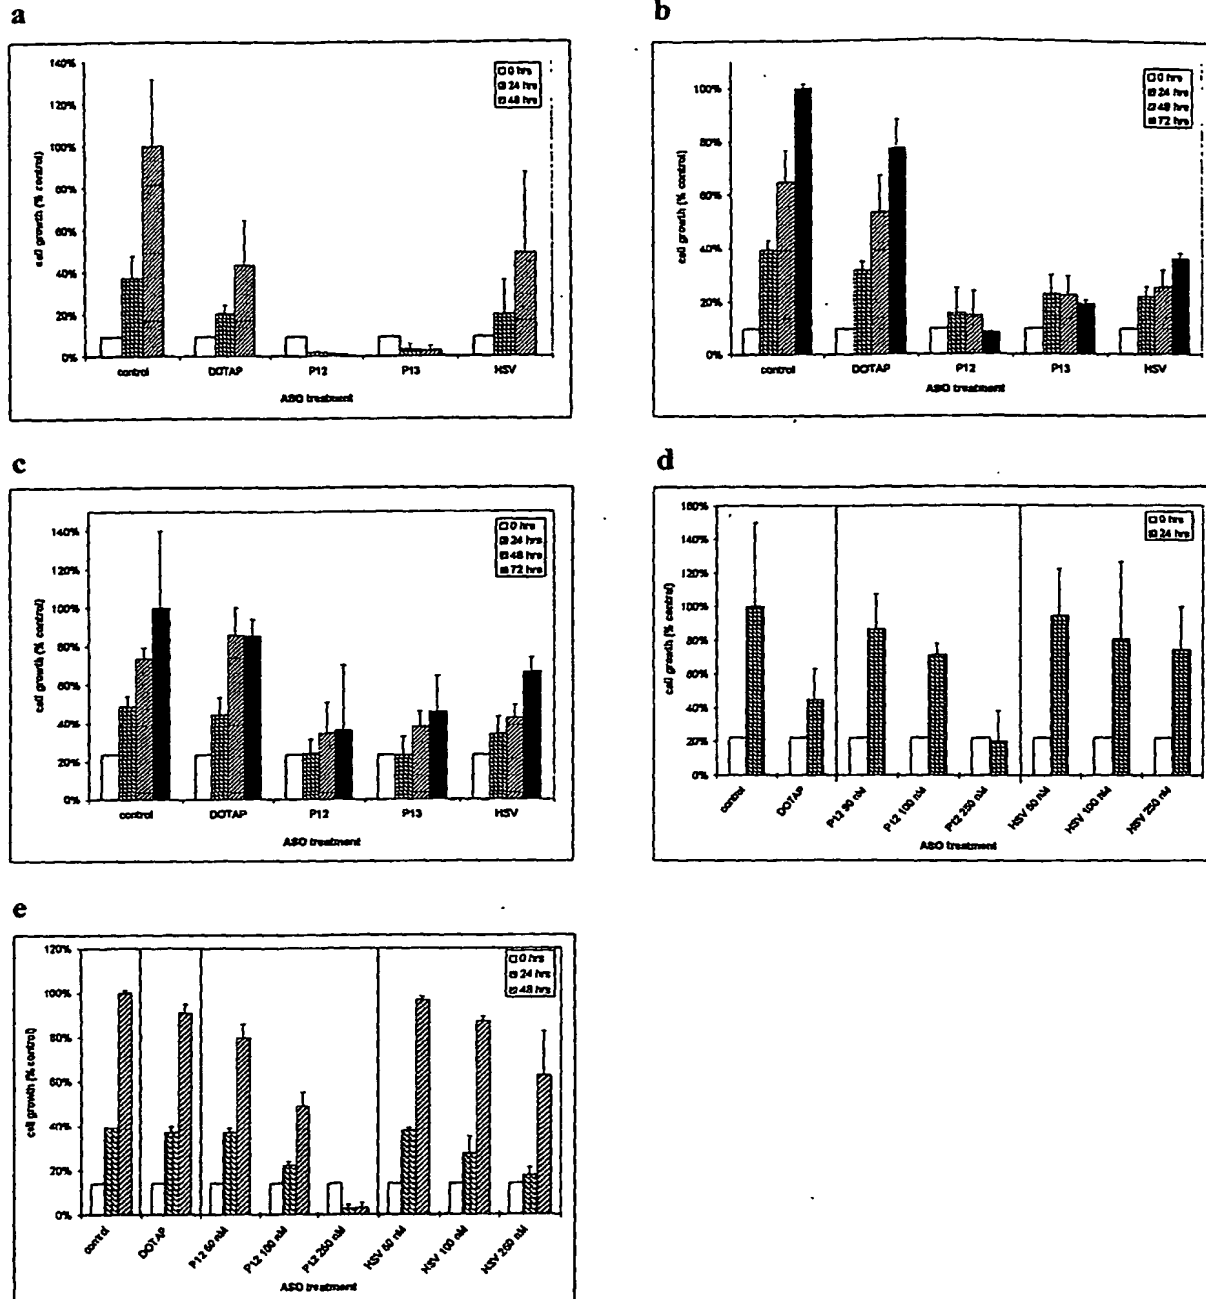 a
140%
120%
100%
80%
60%
40%
20%
0%
cell growth (% control)
0 hrs
24 hrs
48 hrs
control
DOTAP
P12
P13
HSV
ASO treatment
b
100%
80%
60%
40%
20%
0%
cell growth (% control)
0 hrs
24 hrs
48 hrs
72 hrs
control
DOTAP
P12
P13
HSV
ASO treatment
c
140%
120%
100%
80%
60%
40%
20%
0%
cell growth (% control)
0 hrs
24 hrs
48 hrs
72 hrs
control
DOTAP
P12
P13
HSV
ASO treatment
d
160%
140%
120%
100%
80%
60%
40%
20%
0%
cell growth (% control)
0 hrs
24 hrs
control
DOTAP
P12 nM
P12 100 nM
P12 250 nM
HSV 50 nM
HSV 100 nM
HSV 250 nM
ASO treatment
e
120%
100%
80%
60%
40%
20%
0%
cell growth (% control)
0 hrs
24 hrs
48 hrs
control
DOTAP
P12 nM
P12 100 nM
P12 250 nM
HSV nM
HSV 100 nM
HSV 250 nM
ASO treatment